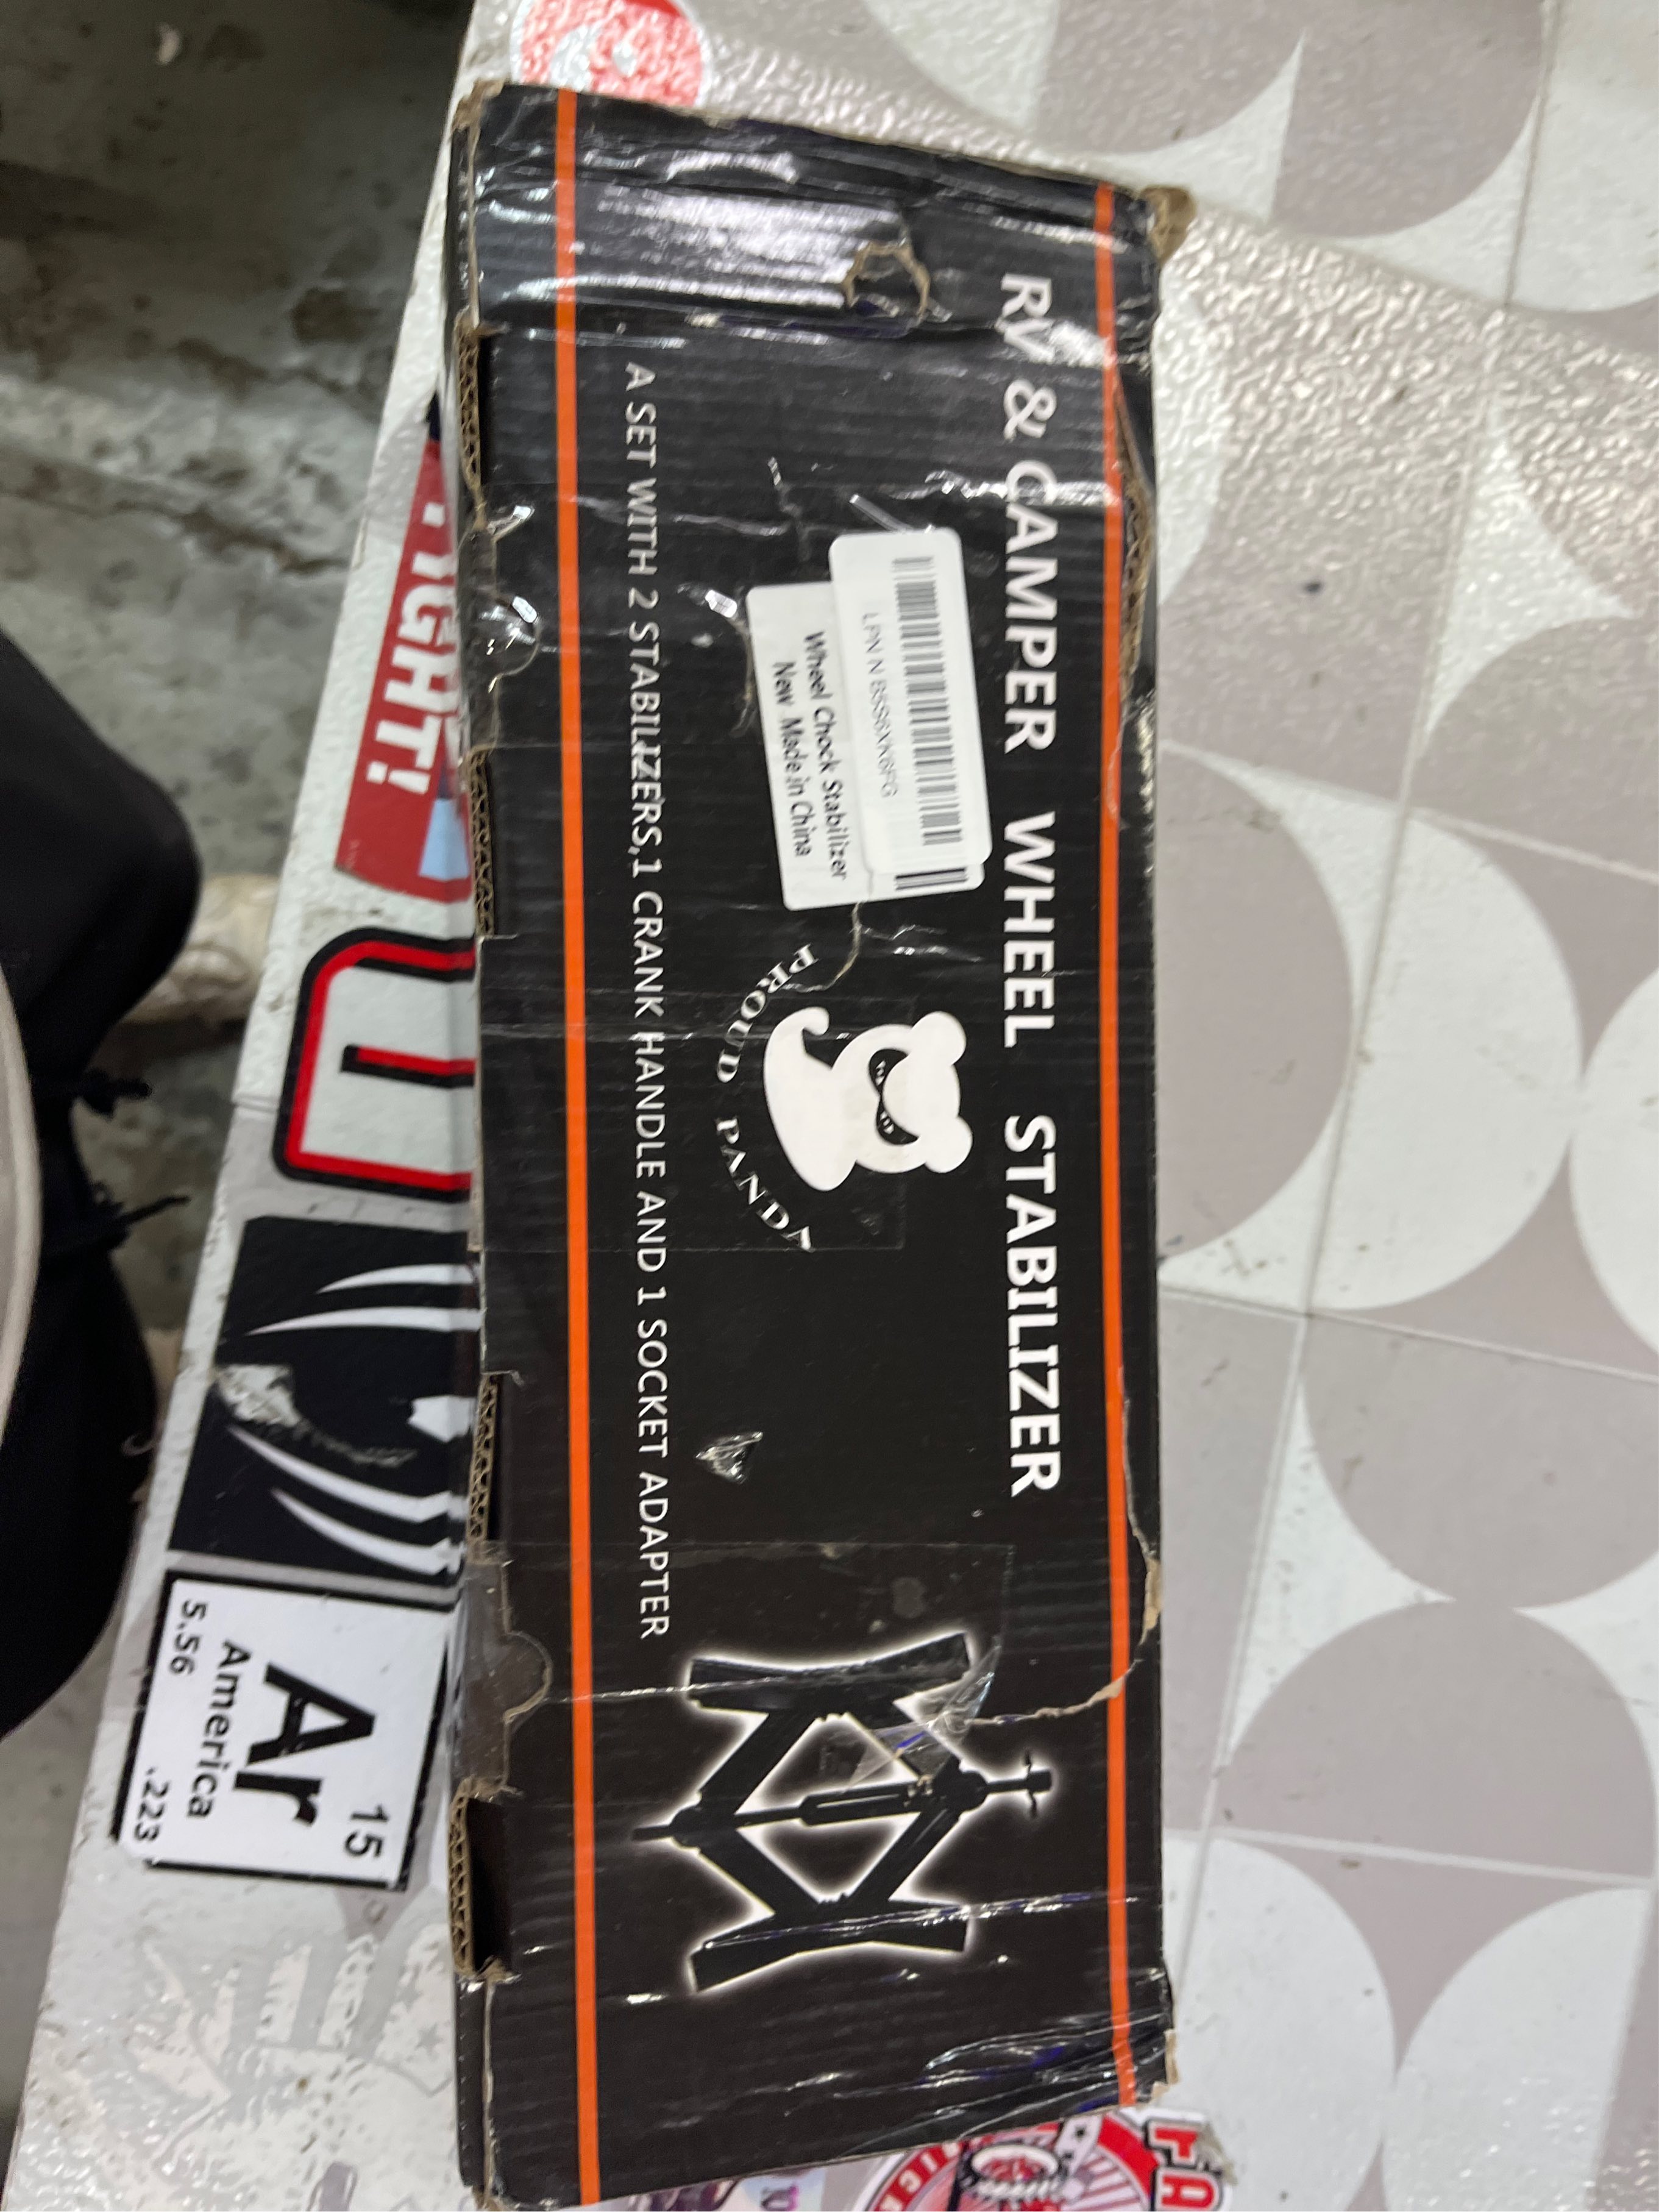 RV & CAMPER WHEEL STABILIZER
Wheel Chock Stabilizer
New Made in China
PROUD PANDA
A SET WITH 2 STABILIZERS,1 CRANK HANDLE AND 1 SOCKET ADAPTER
15
Ar
America
5.56 .223